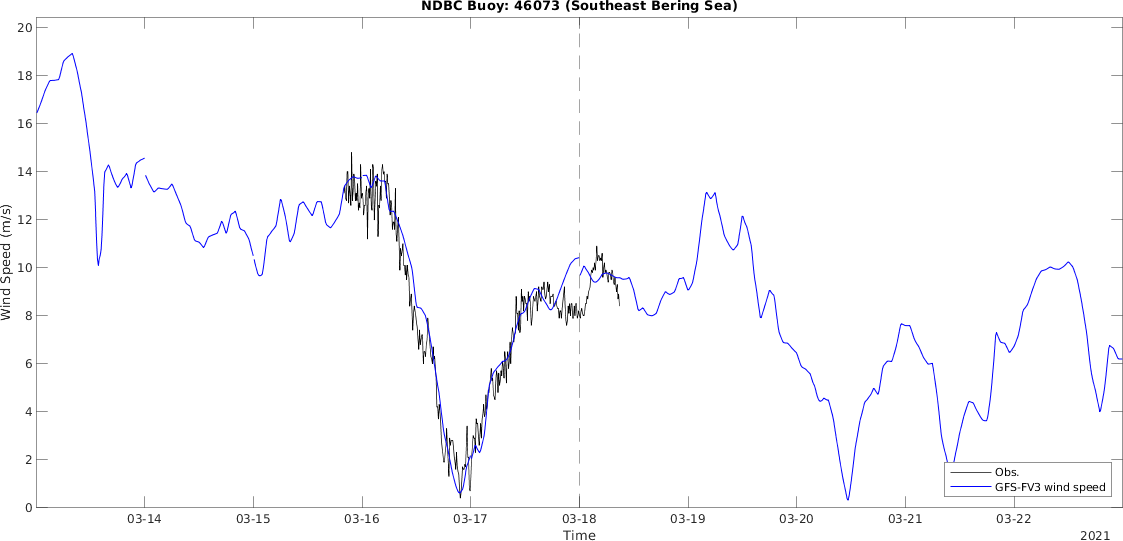 NDBC Buoy: 46073 (Southeast Bering Sea)
Wind Speed (m/s)
20
18
16
14
12
10
8
6
4
2
0
Obs.
GFS-FV3 wind speed
03-14 03-15 03-16 03-17 03-18 03-19 03-20 03-21 03-22
Time
2021